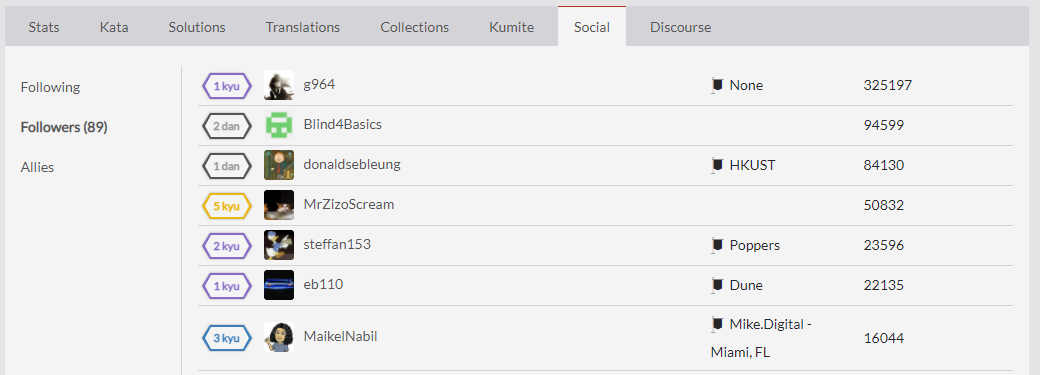 Stats Kata Solutions Translations Collections Kumite Social Discourse
Following
Followers (89)
Allies
1 kyu g964 None 325197
2 dan Blind4Basics 94599
1 dan donaldsebleung HKUST 84130
5 kyu MrZizoScream 50832
2 kyu steffan153 Poppers 23596
1 kyu eb110 Dune 22135
3 kyu MaikelNabil Mike.Digital - 16044
Miami, FL